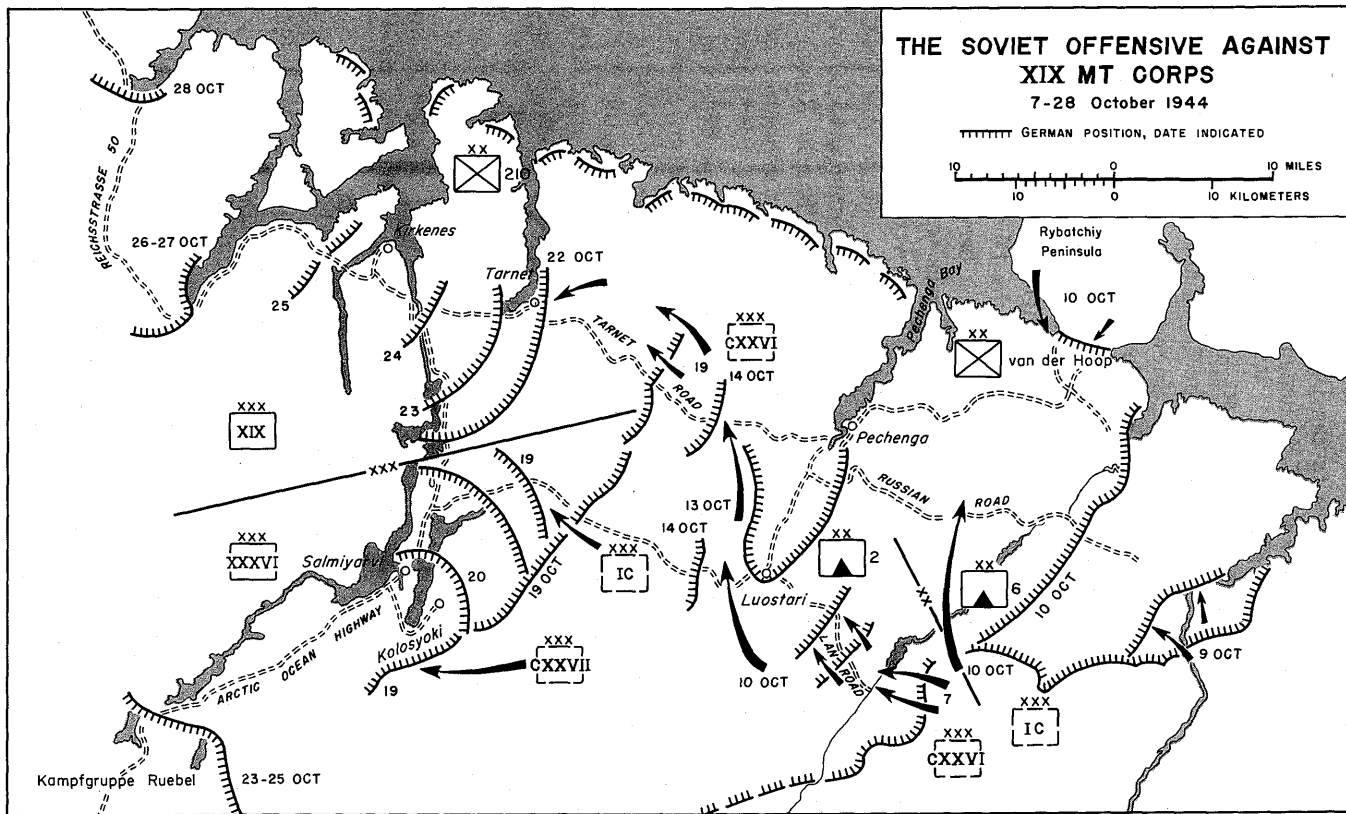 THE SOVIET OFFENSIVE AGAINST
XIX MT CORPS
7-28 October 1944
GERMAN POSITION, DATE INDICATED
10 0 10 MILES
10 0 10 KILOMETERS
28 OCT
REICHSSTRASSE 50
XX
210
Rybatchiy
Peninsula
Kirkenes
26-27 OCT
Tarnet
22 OCT
Pechenga Bay
10 OCT
25
TARNET ROAD
XXX
CXXVI
XX
van der Hoop
24
19
14 OCT
23
XXX
XIX
Pechenga
XXX
19
RUSSIAN ROAD
13 OCT
14 OCT
XXX
XXXVI
Salmiyarvi
XXX
IC
XX
2
20
19 OCT
XX
6
10 OCT
Luostari
XX
LAN ROAD
Kolosyoki
ARCTIC OCEAN HIGHWAY
XXX
CXXVII
9 OCT
19
10 OCT
10 OCT
7
XXX
IC
XXX
CXXVI
Kampfgruppe Ruebel
23-25 OCT